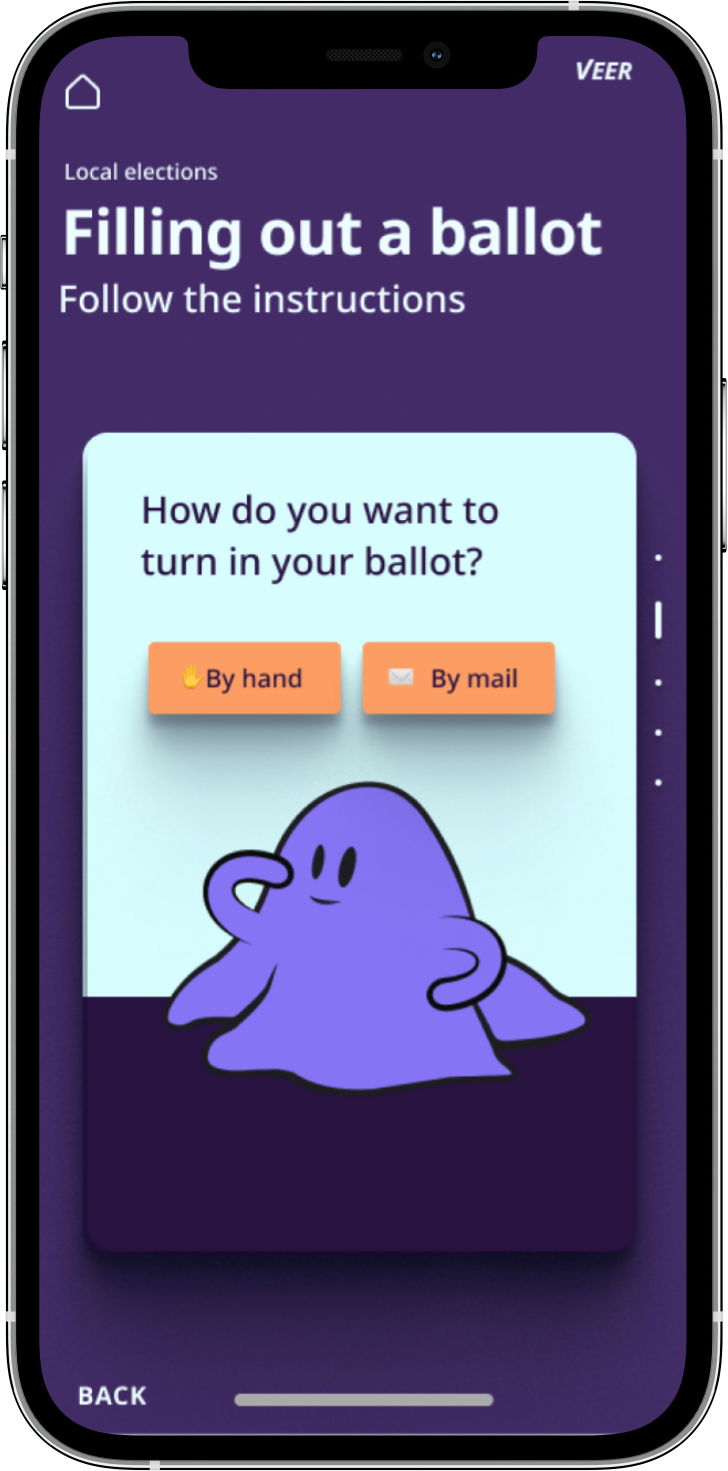 VEER
Local elections
Filling out a ballot
Follow the instructions
How do you want to
turn in your ballot?
By hand
By mail
BACK